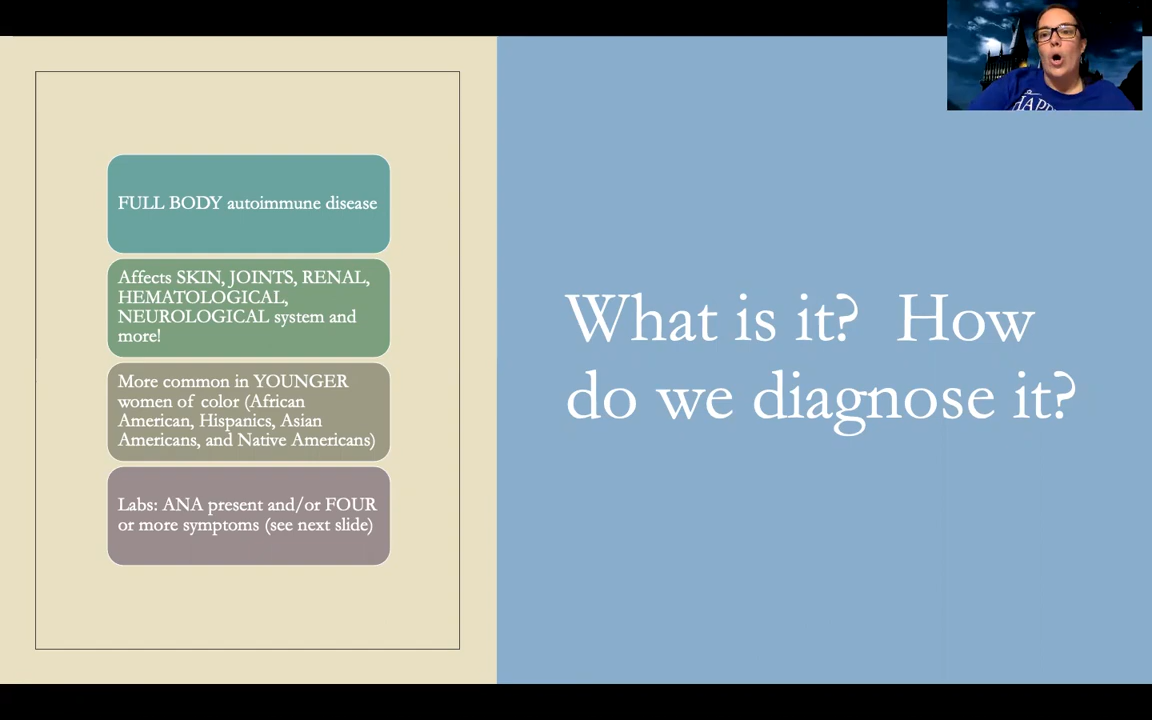 FULL BODY autoimmune disease
Affects SKIN, JOINTS, RENAL,
HEMATOLOGICAL,
NEUROLOGICAL system and
more!
More common in YOUNGER
women of color (African
American, Hispanics, Asian
Americans, and Native Americans)
Labs: ANA present and/or FOUR
or more symptoms (see next slide)
What is it? How
do we diagnose it?